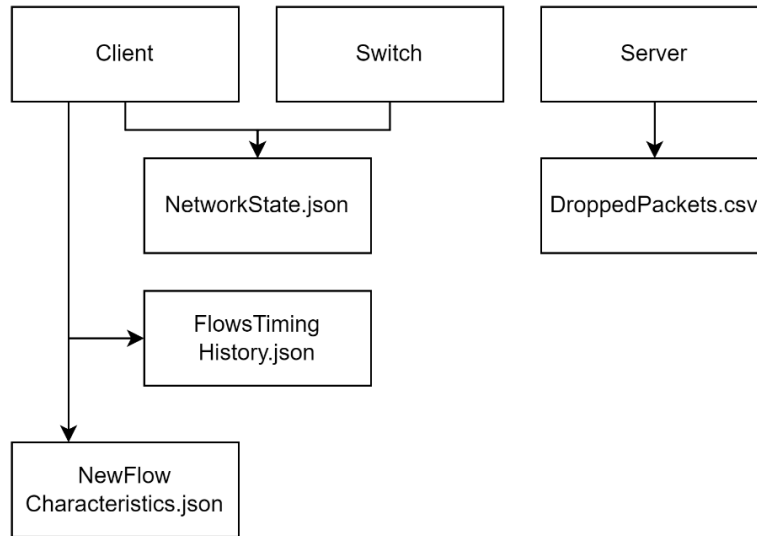 Client
Switch
Server
NetworkState.json
DroppedPackets.csv
FlowsTiming
History.json
NewFlow
Characteristics.json